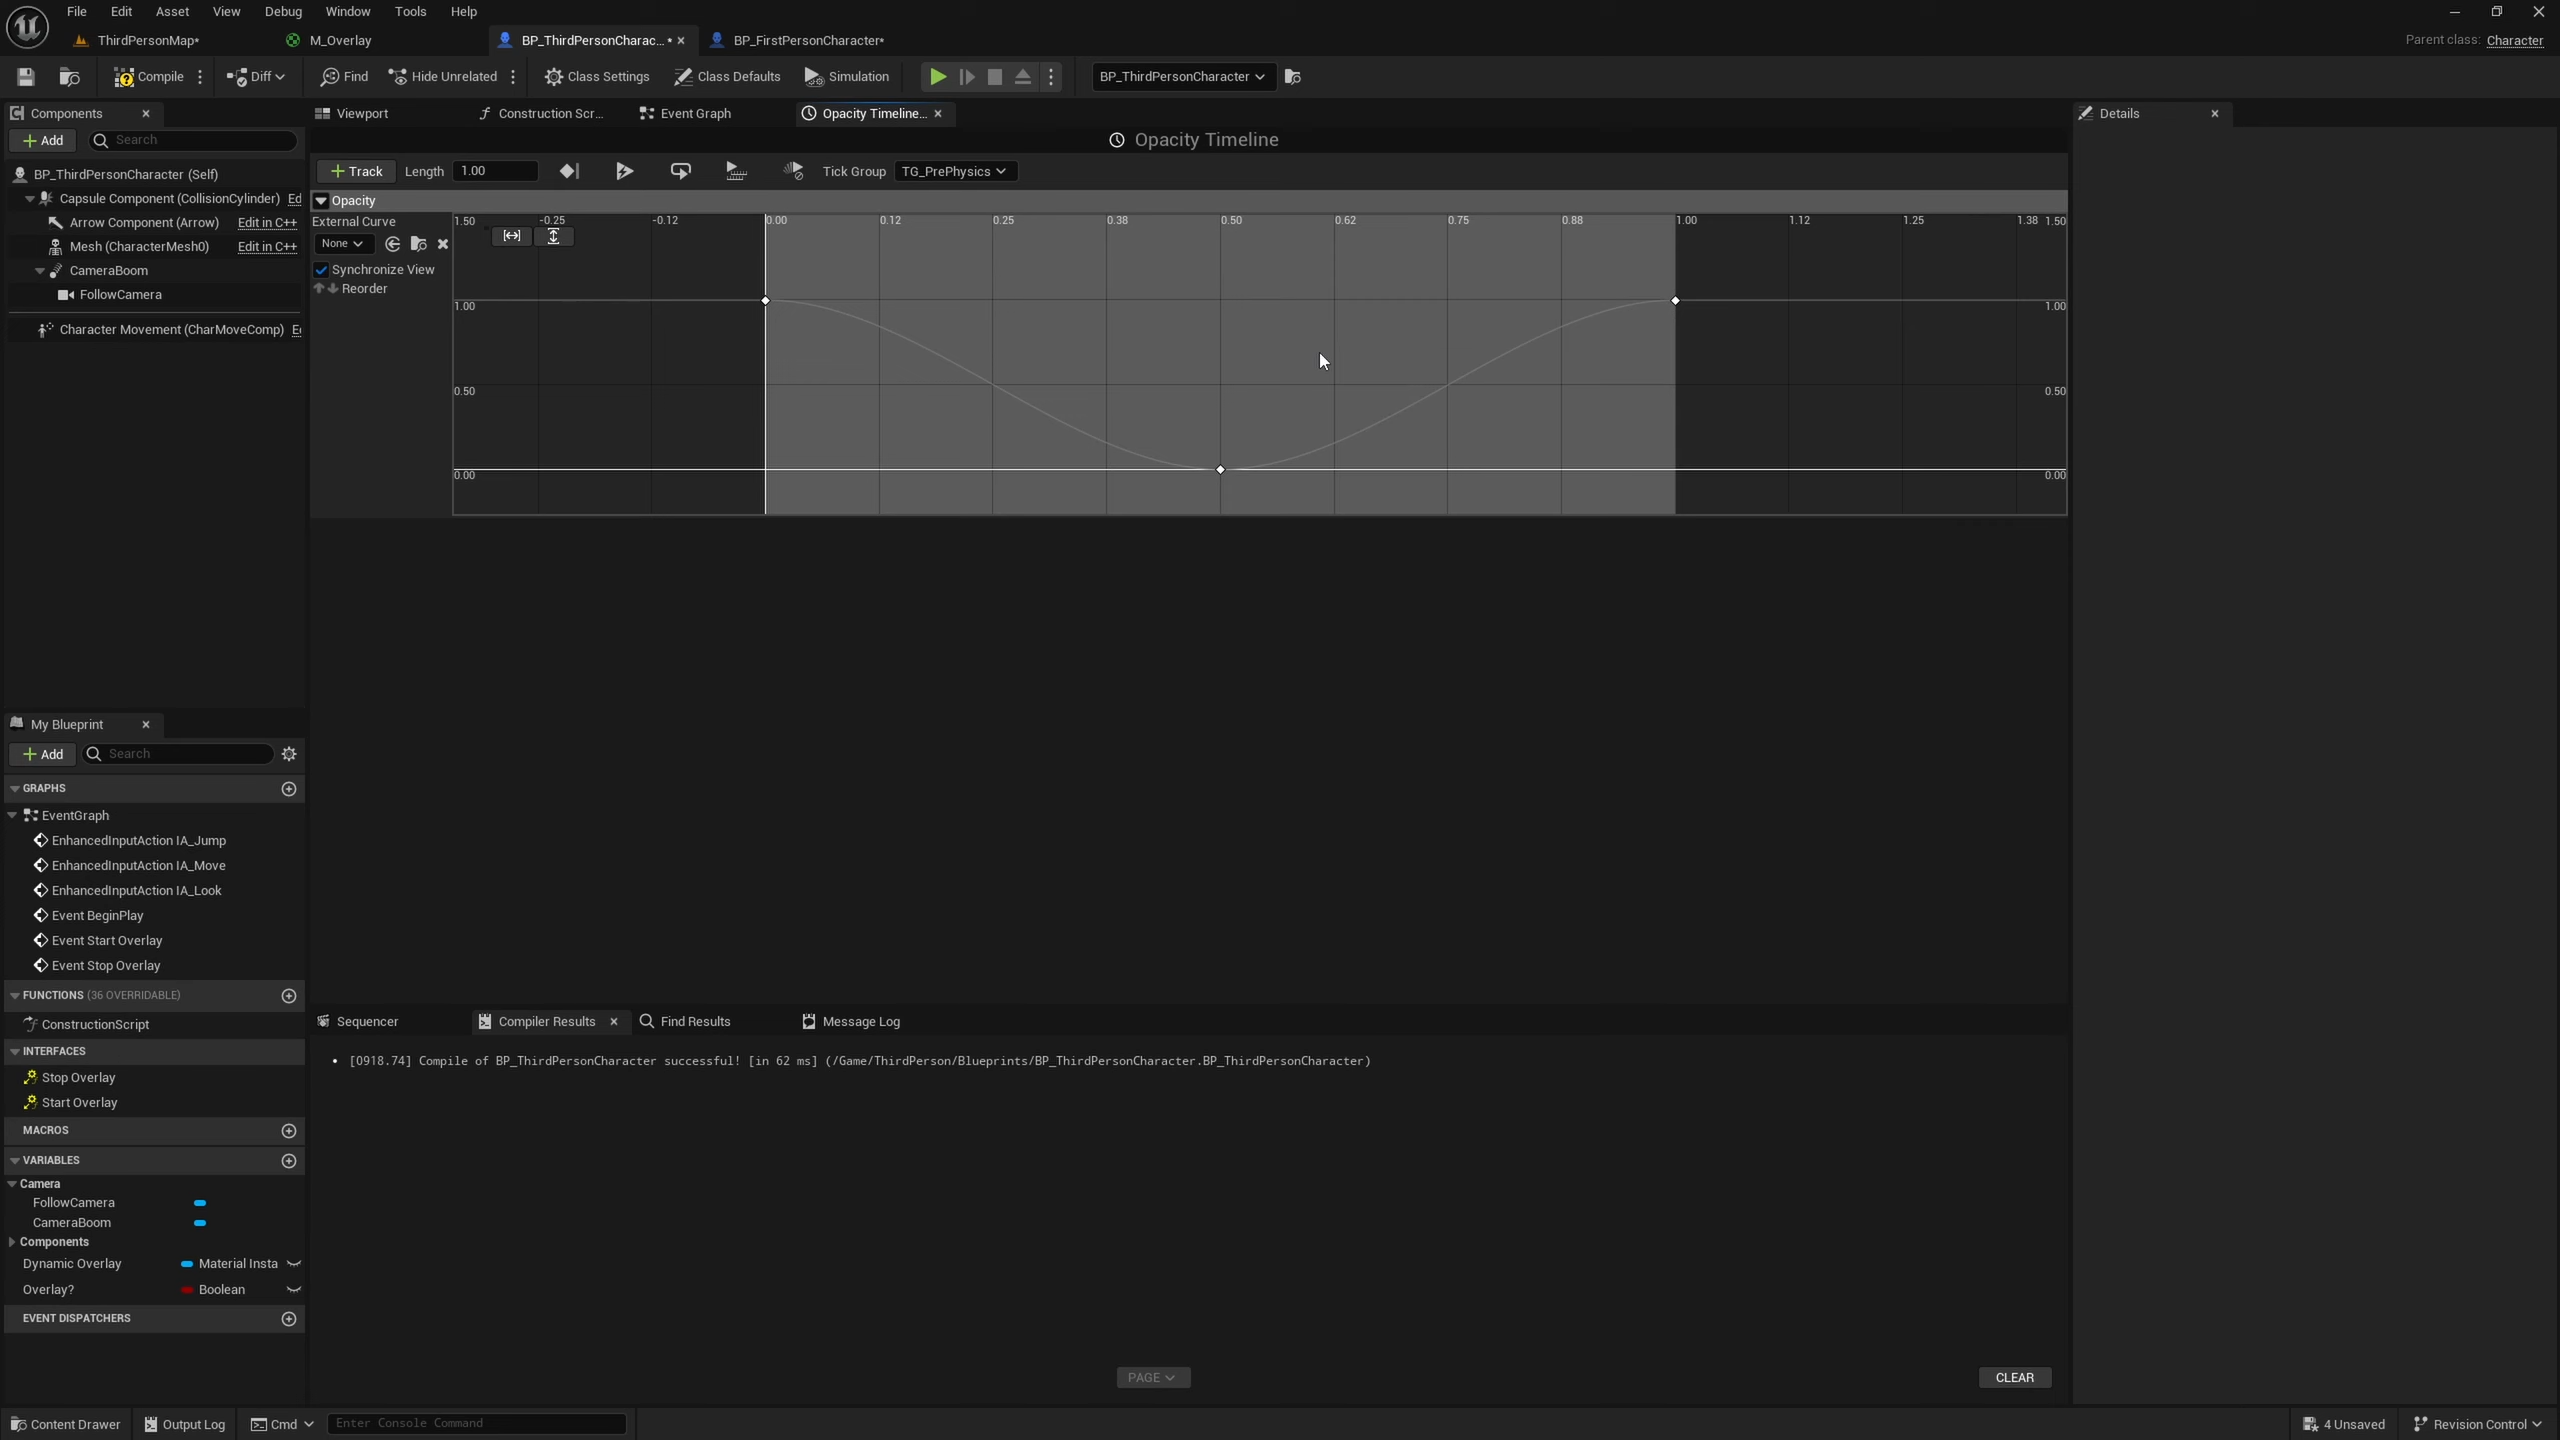 File Edit Asset View Debug Window Tools Help
ThirdPersonMap* M_Overlay BP_ThirdPersonCharac...* BP_FirstPersonCharacter* Parent class: Character
Compile Diff Find Hide Unrelated Class Settings Class Defaults Simulation BP_ThirdPersonCharacter
Components Viewport Construction Scr... Event Graph Opacity Timeline... Details
Add Search Opacity Timeline
Track Length 1.00 Tick Group TG_PrePhysics
BP_ThirdPersonCharacter (Self)
Capsule Component (CollisionCylinder) Ed
Arrow Component (Arrow) Edit in C++
Mesh (CharacterMesh0) Edit in C++
CameraBoom
FollowCamera
Character Movement (CharMoveComp) E
Opacity
External Curve
None
Synchronize View
Reorder
1.50 -0.25 -0.12 0.00 0.12 0.25 0.38 0.50 0.62 0.75 0.88 1.00 1.12 1.25 1.38 1.50
1.00 1.00
0.50 0.50
0.00 0.00
My Blueprint
Add Search
GRAPHS
EventGraph
EnhancedInputAction IA_Jump
EnhancedInputAction IA_Move
EnhancedInputAction IA_Look
Event BeginPlay
Event Start Overlay
Event Stop Overlay
FUNCTIONS (36 OVERRIDABLE)
ConstructionScript
INTERFACES
Stop Overlay
Start Overlay
MACROS
VARIABLES
Camera
FollowCamera
CameraBoom
Components
Dynamic Overlay Material Insta
Overlay? Boolean
EVENT DISPATCHERS
Sequencer Compiler Results Find Results Message Log
[0918.74] Compile of BP_ThirdPersonCharacter successful! [in 62 ms] (/Game/ThirdPerson/Blueprints/BP_ThirdPersonCharacter.BP_ThirdPersonCharacter)
PAGE CLEAR
Content Drawer Output Log Cmd Enter Console Command 4 Unsaved Revision Control